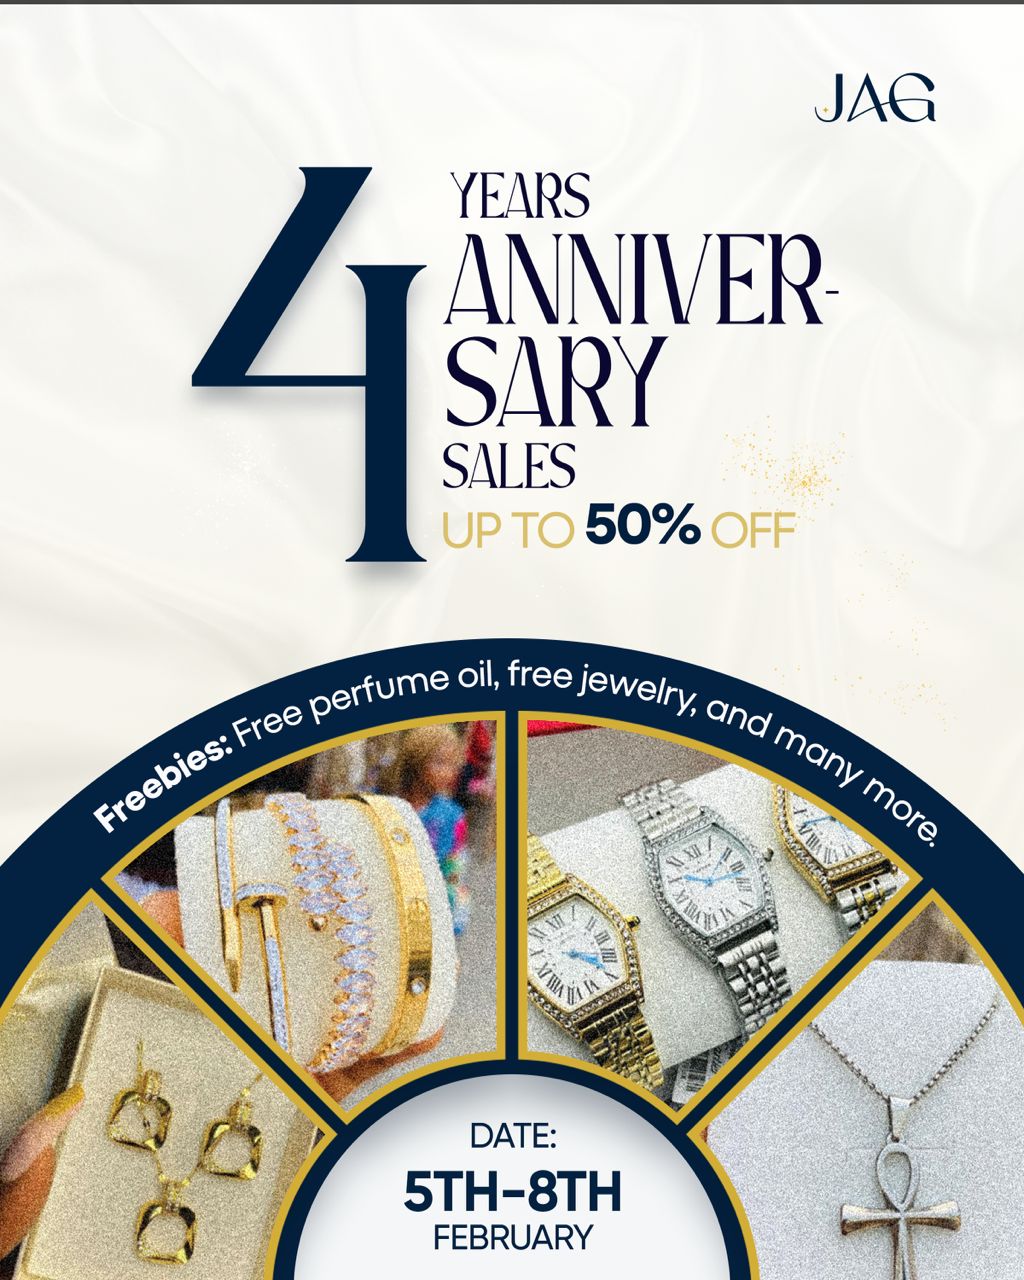 JAG
4
YEARS
ANNIVER-
SARY
SALES
UP TO 50% OFF
Freebies: Free perfume oil, free jewelry, and many more.
DATE:
5TH-8TH
FEBRUARY